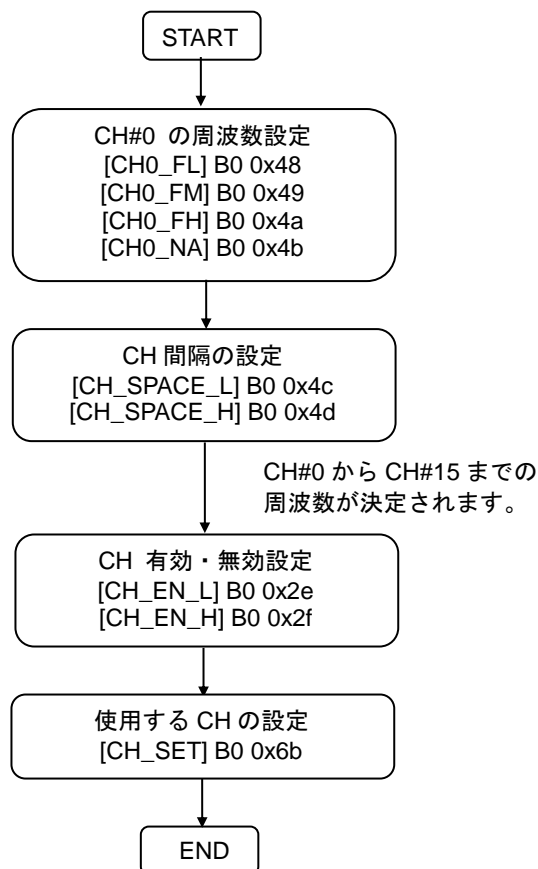 START
CH#0 の周波数設定
[CH0_FL] B0 0x48
[CH0_FM] B0 0x49
[CH0_FH] B0 0x4a
[CH0_NA] B0 0x4b
CH 間隔の設定
[CH_SPACE_L] B0 0x4c
[CH_SPACE_H] B0 0x4d
CH#0 から CH#15 までの
周波数が決定されます。
CH 有効・無効設定
[CH_EN_L] B0 0x2e
[CH_EN_H] B0 0x2f
使用する CH の設定
[CH_SET] B0 0x6b
END